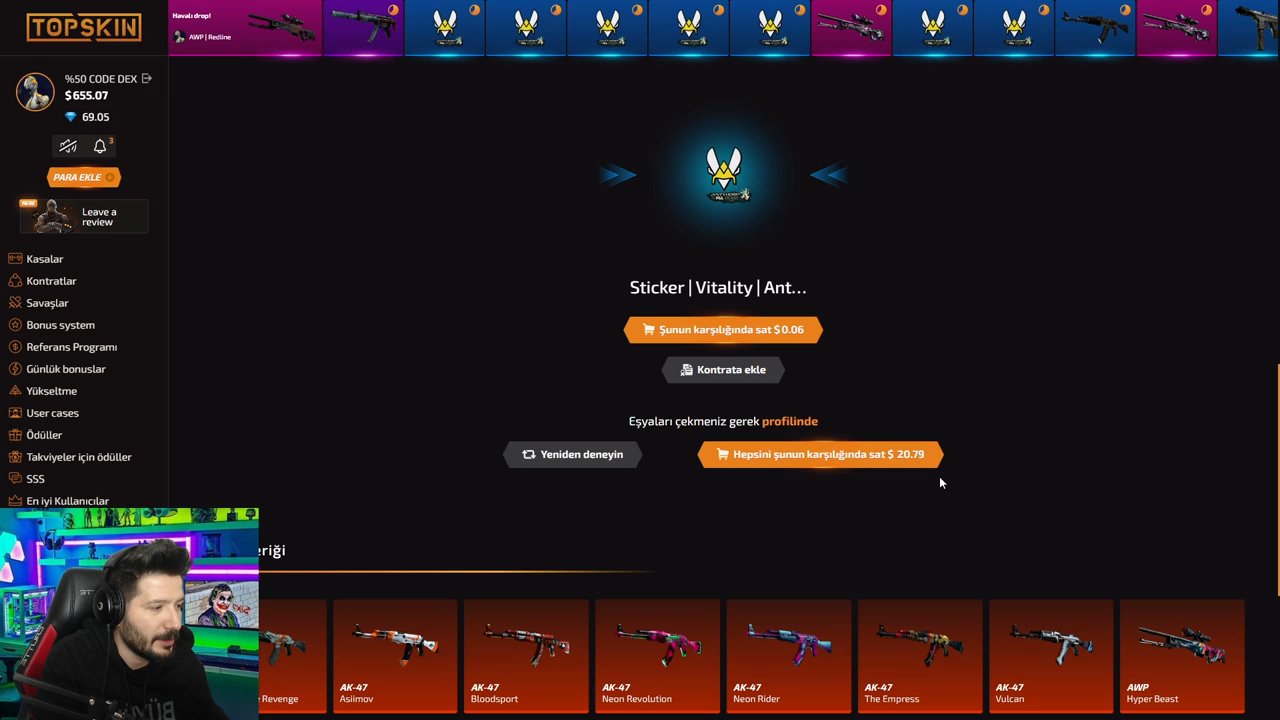 TOPSKIN
Havalı drop!
AWP | Redline
%50 CODE DEX
$655.07
69.05
3
PARA EKLE
NEW
Leave a
review
Kasalar
Kontratlar
Savaşlar
Bonus system
Referans Programı
Günlük bonuslar
Yükseltme
User cases
Ödüller
Takviyeler için ödüller
SSS
En iyi Kullanıcılar
Sticker | Vitality | Ant...
Şunun karşılığında sat $0.06
Kontrata ekle
Eşyaları çekmeniz gerek profilinde
Yeniden deneyin
Hepsini şunun karşılığında sat $ 20.79
eriği
e Revenge
AK-47
Asiimov
AK-47
Bloodsport
AK-47
Neon Revolution
AK-47
Neon Rider
AK-47
The Empress
AK-47
Vulcan
AWP
Hyper Beast